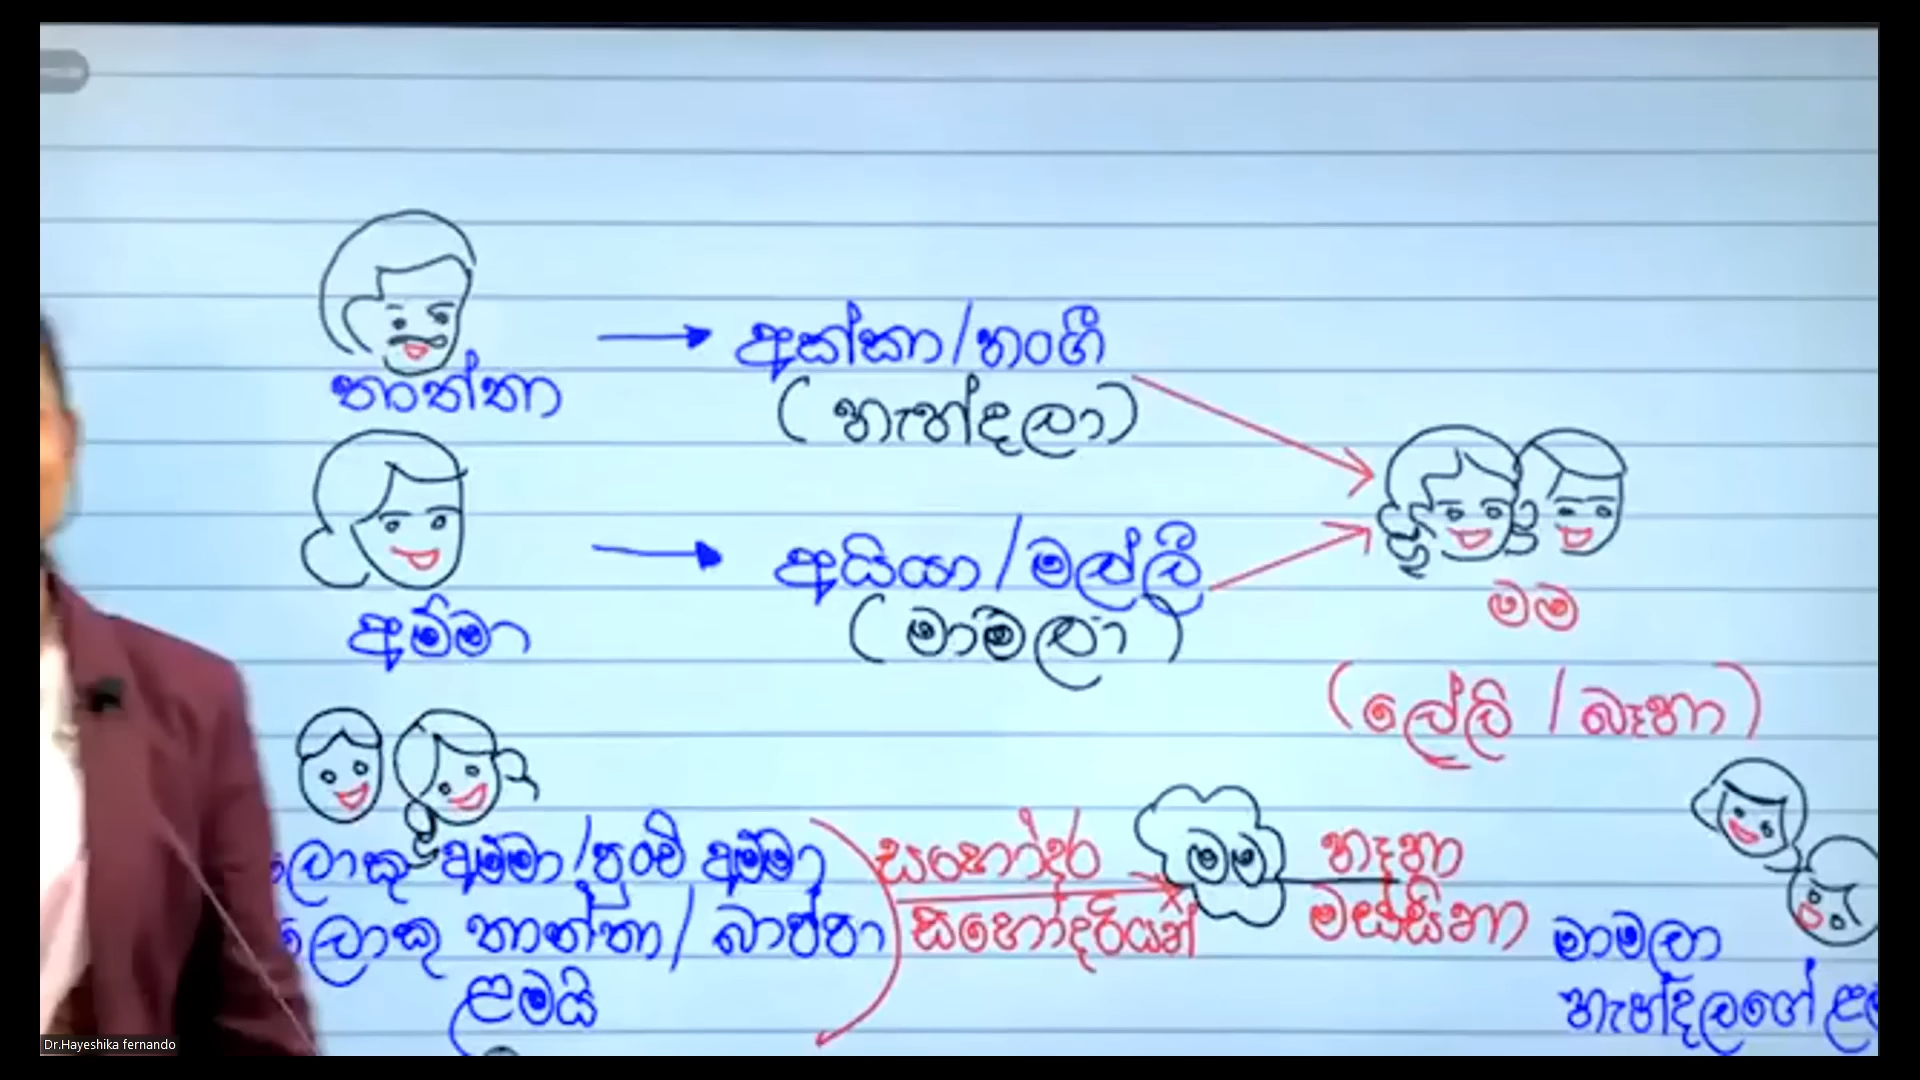 තාත්තා → අක්කා/නංගී
(නැන්දලා)
අම්මා → අයියා/මල්ලී
(මාමලා)
මම
(ලේලි / බෑනා)
ලොකු අම්මා/පුංචි අම්මා
ලොකු තාත්තා/බාප්පා
ළමයි
සහෝදර
සහෝදරියන්
මම
නෑනා
මස්සිනා
මාමලා
නැන්දලගේ
Dr.Hayeshika fernando